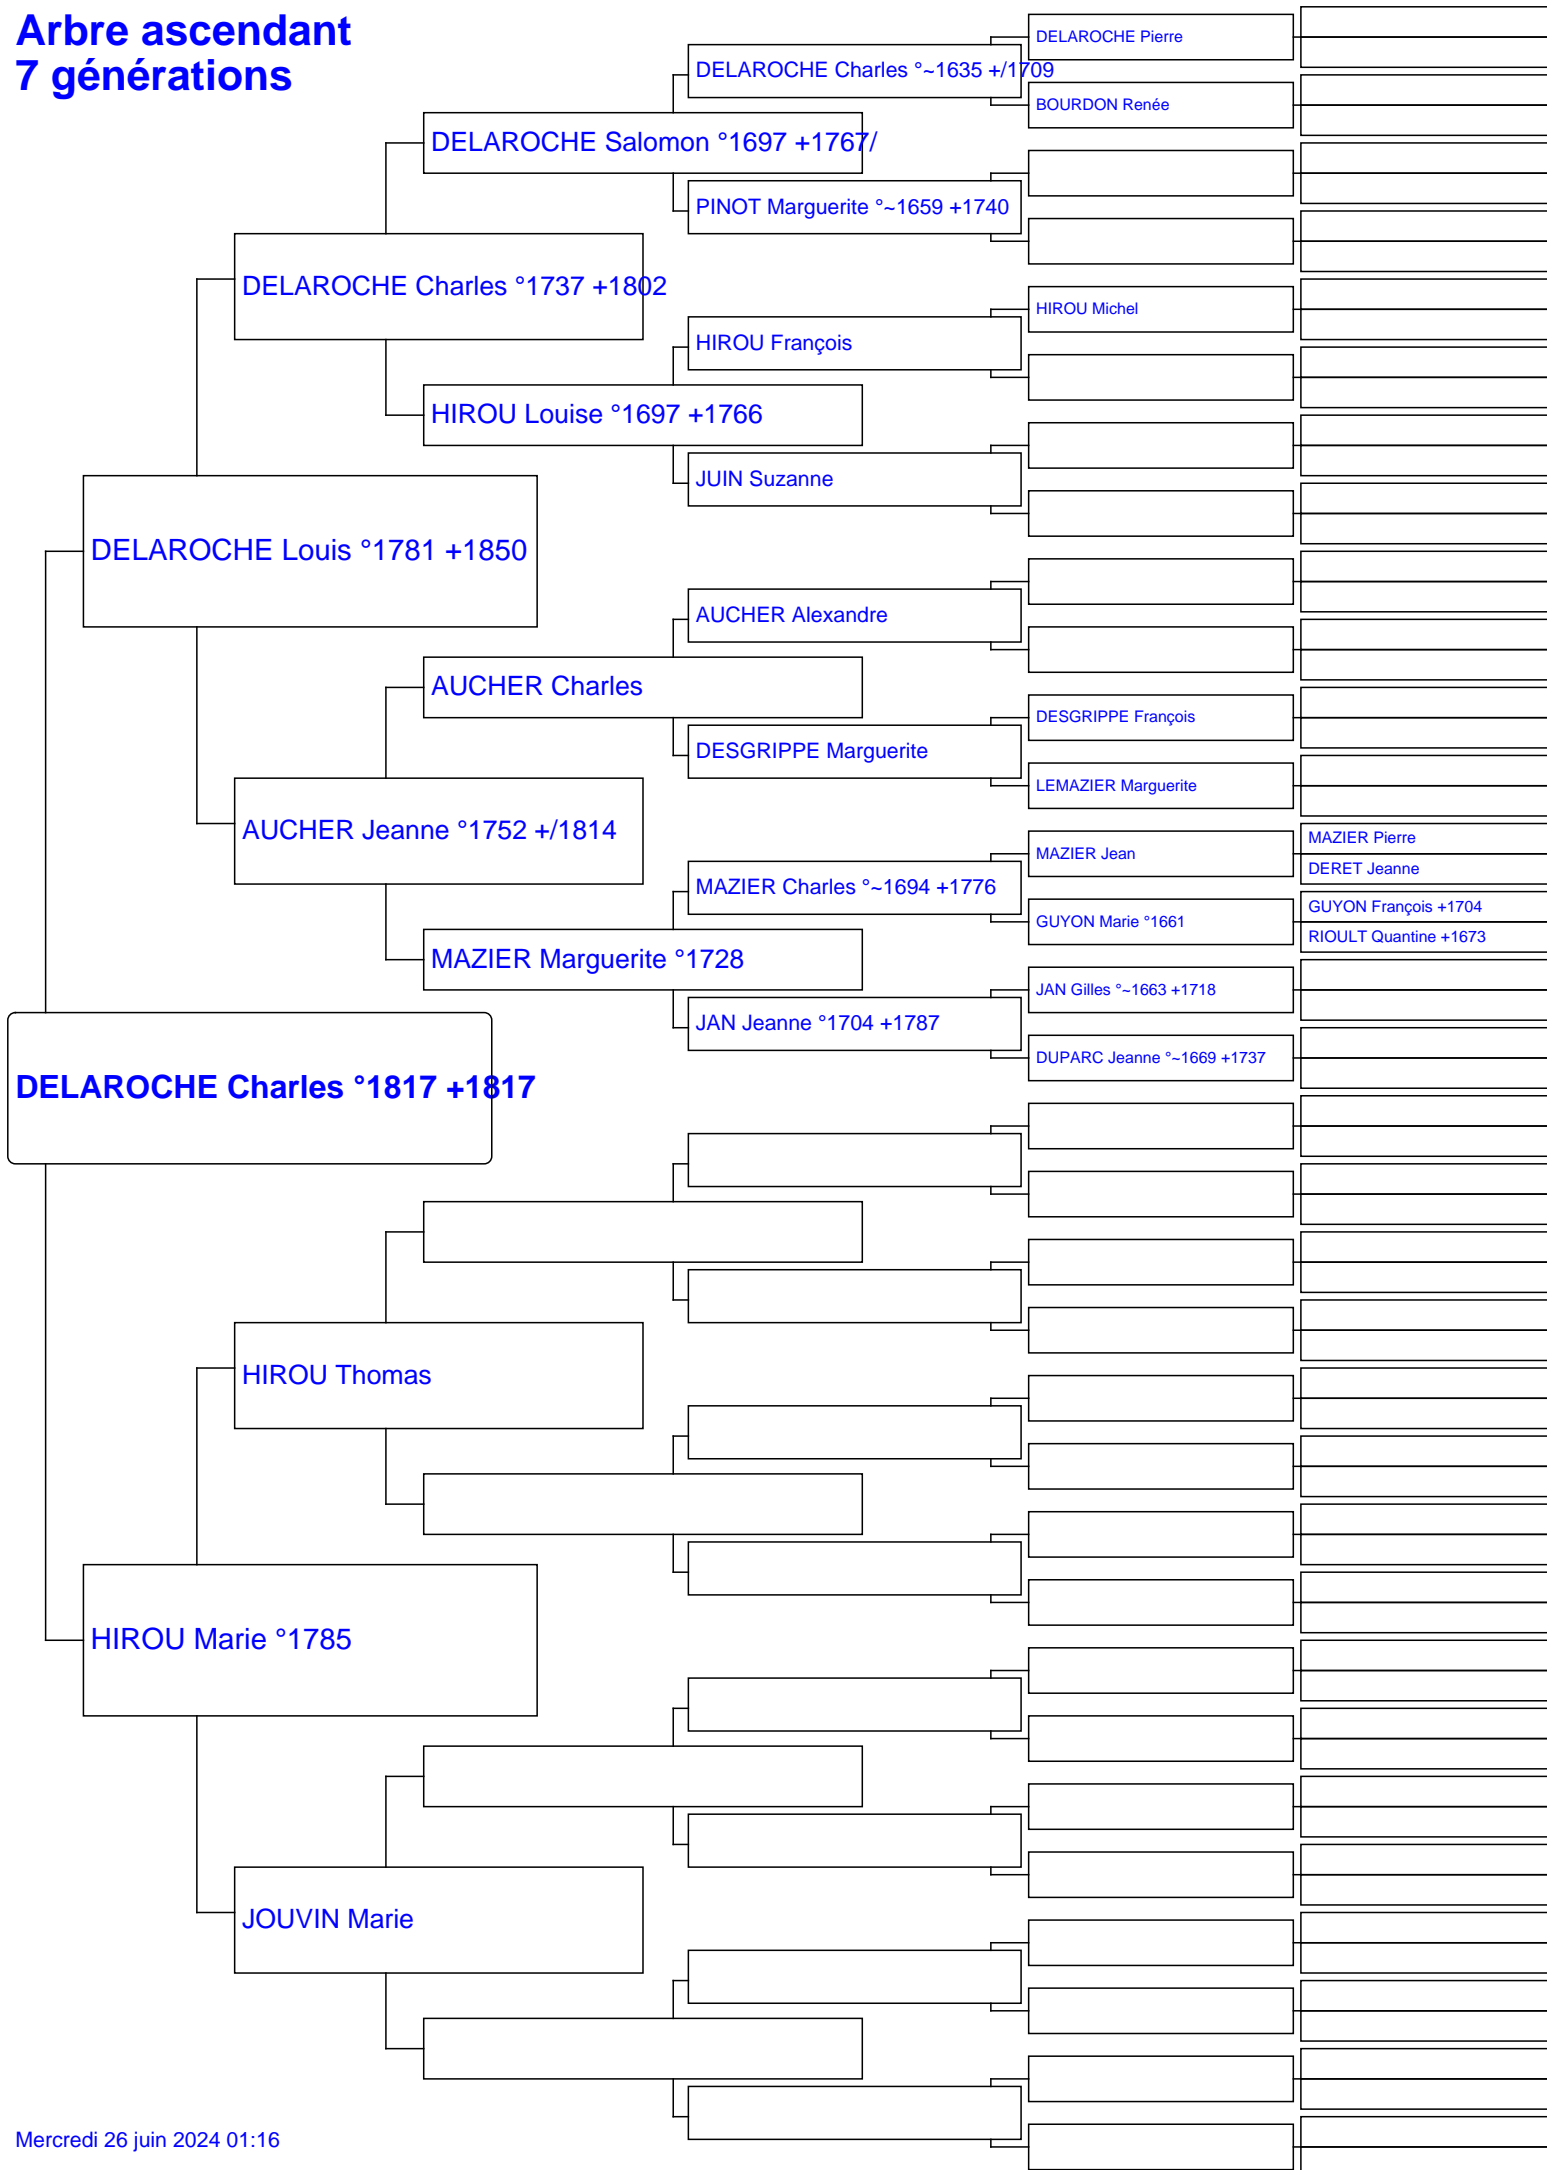 Arbre ascendant
7 générations
DELAROCHE Pierre
DELAROCHE Charles °~1635 +/1709
BOURDON Renée
DELAROCHE Salomon °1697 +1767/
PINOT Marguerite °~1659 +1740
DELAROCHE Charles °1737 +1802
HIROU Michel
HIROU François
HIROU Louise °1697 +1766
JUIN Suzanne
DELAROCHE Louis °1781 +1850
AUCHER Alexandre
AUCHER Charles
DESGRIPPE François
DESGRIPPE Marguerite
LEMAZIER Marguerite
AUCHER Jeanne °1752 +/1814
MAZIER Pierre
MAZIER Jean
DERET Jeanne
MAZIER Charles °~1694 +1776
GUYON François +1704
GUYON Marie °1661
RIOULT Quantine +1673
MAZIER Marguerite °1728
JAN Gilles °~1663 +1718
JAN Jeanne °1704 +1787
DUPARC Jeanne °~1669 +1737
DELAROCHE Charles °1817 +1817
HIROU Thomas
HIROU Marie °1785
JOUVIN Marie
Mercredi 26 juin 2024 01:16